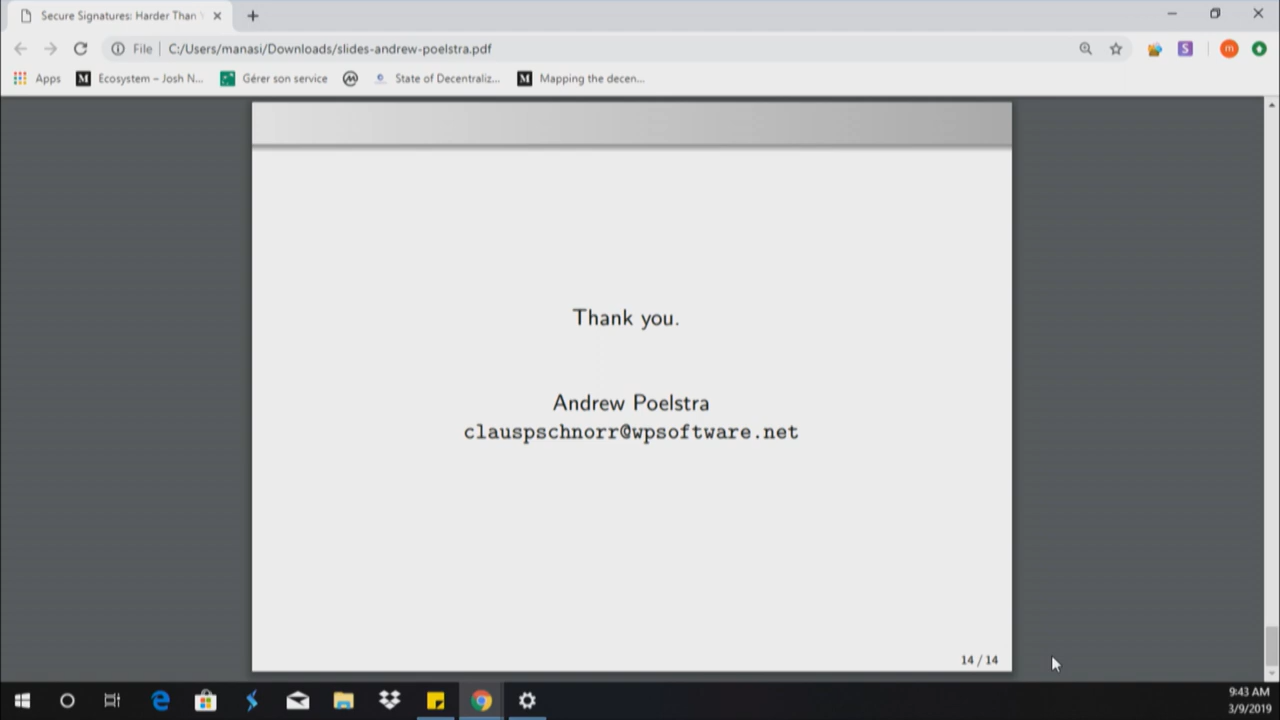 Secure Signatures: Harder Than
File
C:/Users/manasi/Downloads/slides-andrew-poelstra.pdf
S
m
Apps
M
Ecosystem – Josh N...
Gérer son service
State of Decentraliz...
M
Mapping the decen...
Thank you.
Andrew Poelstra
clauspschnorr@wpsoftware.net
14 / 14
9:43 AM
3/9/2019